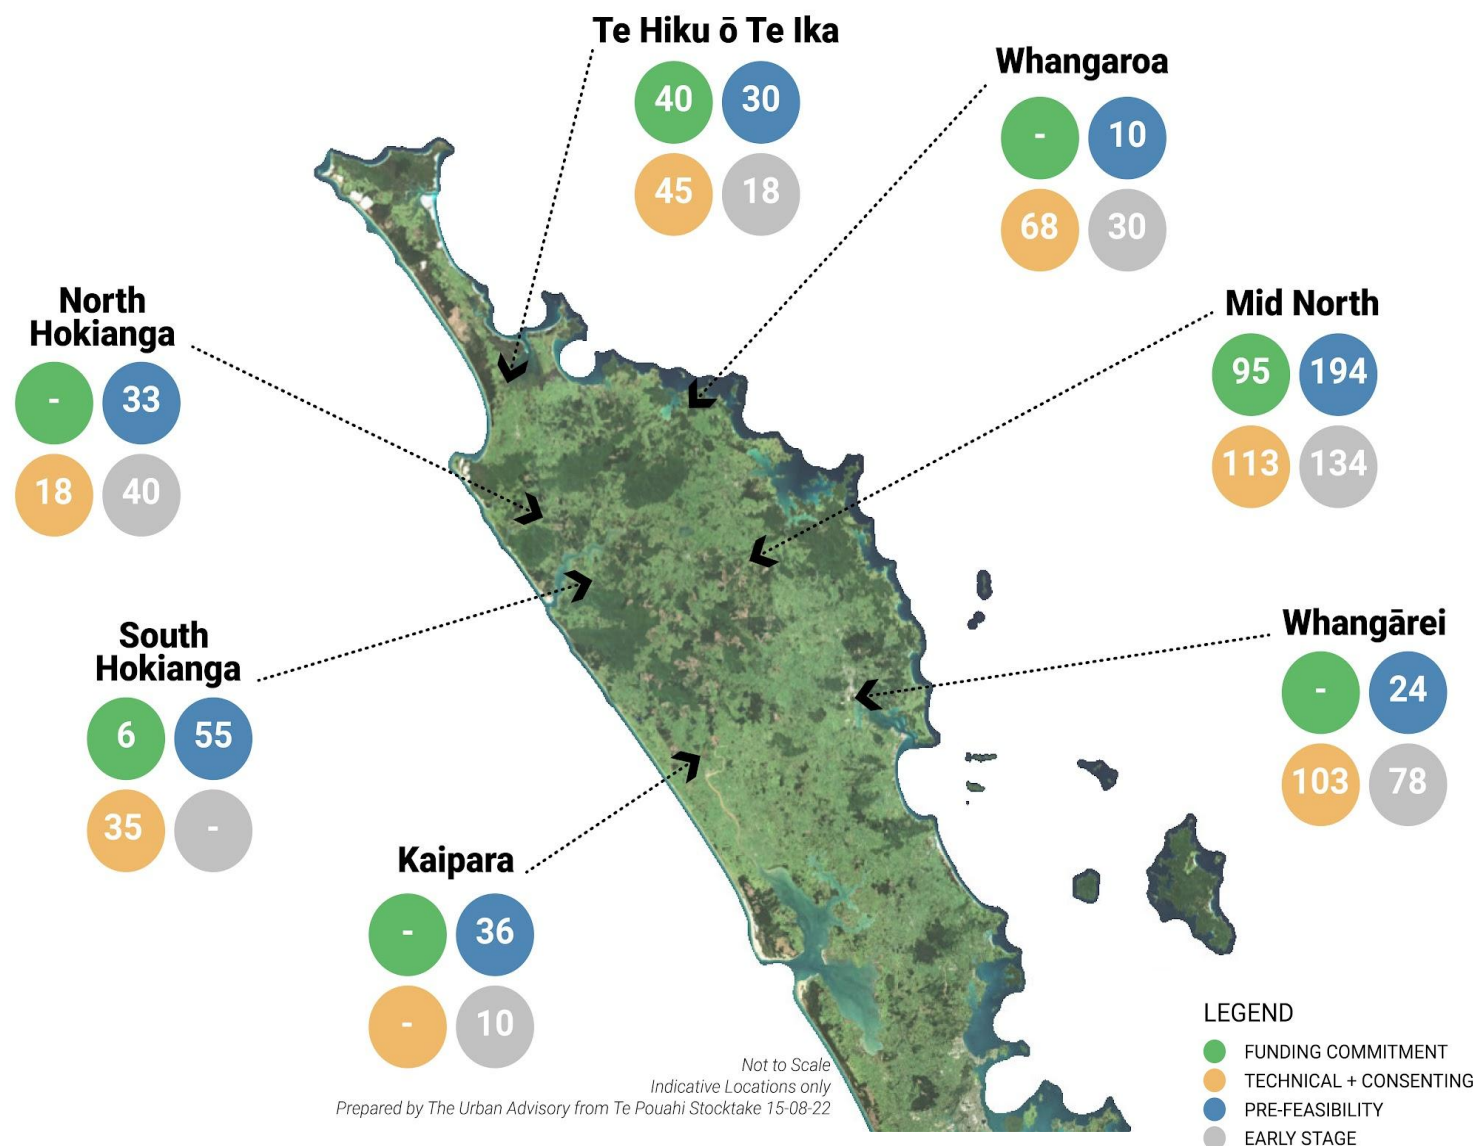 Te Hiku ō Te Ika
40 30
45 18
Whangaroa
- 10
68 30
North
Hokianga
- 33
18 40
Mid North
95 194
113 134
South
Hokianga
6 55
35 -
Whangārei
- 24
103 78
Kaipara
- 36
- 10
Not to Scale
Indicative Locations only
Prepared by The Urban Advisory from Te Pouahi Stocktake 15-08-22
LEGEND
FUNDING COMMITMENT
TECHNICAL + CONSENTING
PRE-FEASIBILITY
EARLY STAGE